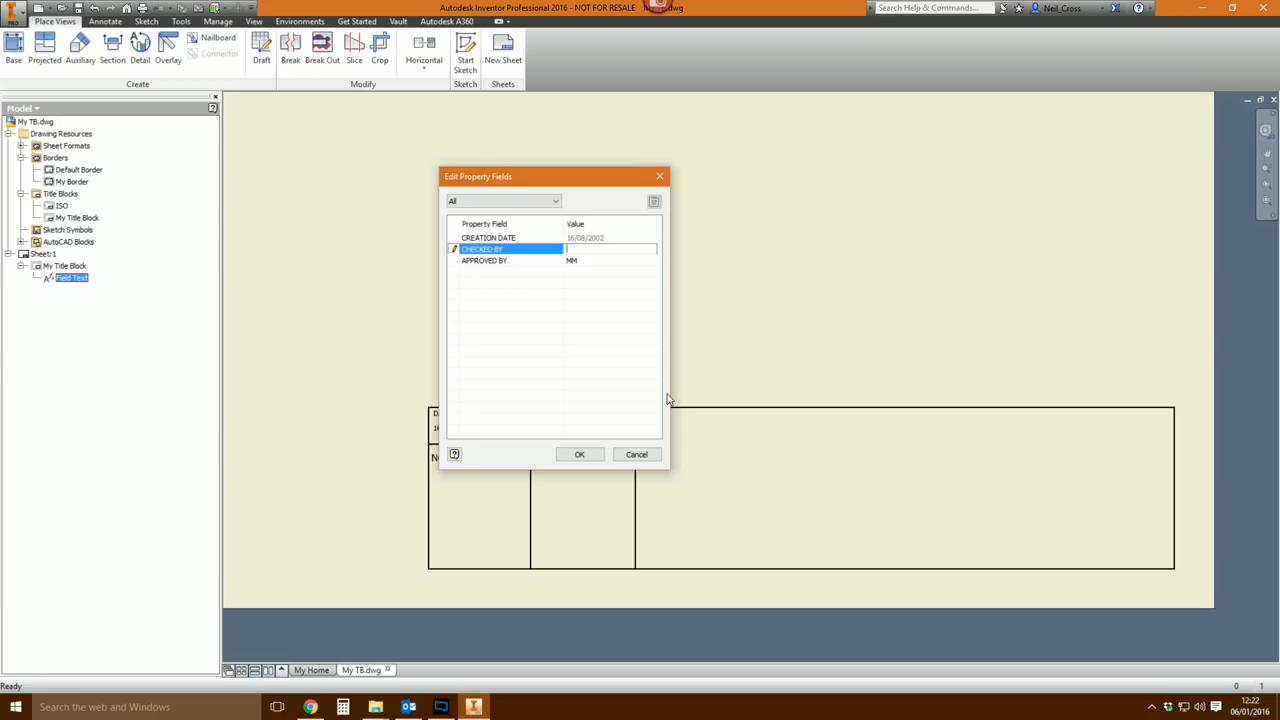 Autodesk Inventor Professional 2016 - NOT FOR RESALE
.dwg
Search Help & Commands...
Neil_Cross
PRO
Place Views
Annotate
Sketch
Tools
Manage
View
Environments
Get Started
Vault
Autodesk A360
Base
Projected
Auxiliary
Section
Detail
Overlay
Nailboard
Connector
Draft
Break
Break Out
Slice
Crop
Horizontal
Start
Sketch
New Sheet
Create
Modify
Sketch
Sheets
Model
My TB.dwg
Drawing Resources
Sheet Formats
Borders
Default Border
My Border
Title Blocks
ISO
My Title Block
Sketch Symbols
AutoCAD Blocks
Sheet:1
My Title Block
Field Text
Edit Property Fields
All
Property Field Value
CREATION DATE 16/08/2002
CHECKED BY
APPROVED BY MM
OK
Cancel
My Home
My TB.dwg
Ready
0 1
Search the web and Windows
12:22
06/01/2016